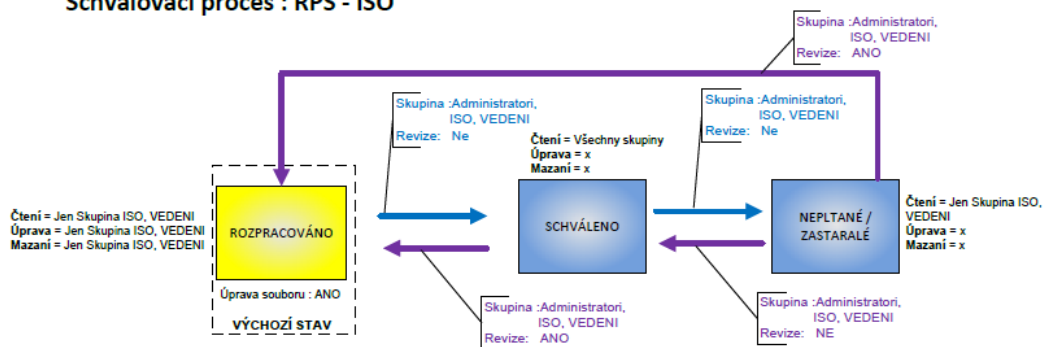 Schvalovací proces : RPS - ISO
Skupina :Administratori,
ISO, VEDENI
Revize: ANO
Skupina :Administratori,
ISO, VEDENI
Revize: Ne
Skupina :Administratori,
ISO, VEDENI
Revize: Ne
Čtení = Všechny skupiny
Úprava = x
Mazaní = x
Čtení = Jen Skupina ISO, VEDENI
Úprava = Jen Skupina ISO, VEDENI
Mazaní = Jen Skupina ISO, VEDENI
ROZPRACOVÁNO
Úprava souboru : ANO
VÝCHOZÍ STAV
SCHVÁLENO
NEPLTANÉ /
ZASTARALÉ
Čtení = Jen Skupina ISO,
VEDENI
Úprava = x
Mazaní = x
Skupina :Administratori,
ISO, VEDENI
Revize: ANO
Skupina :Administratori,
ISO, VEDENI
Revize: NE